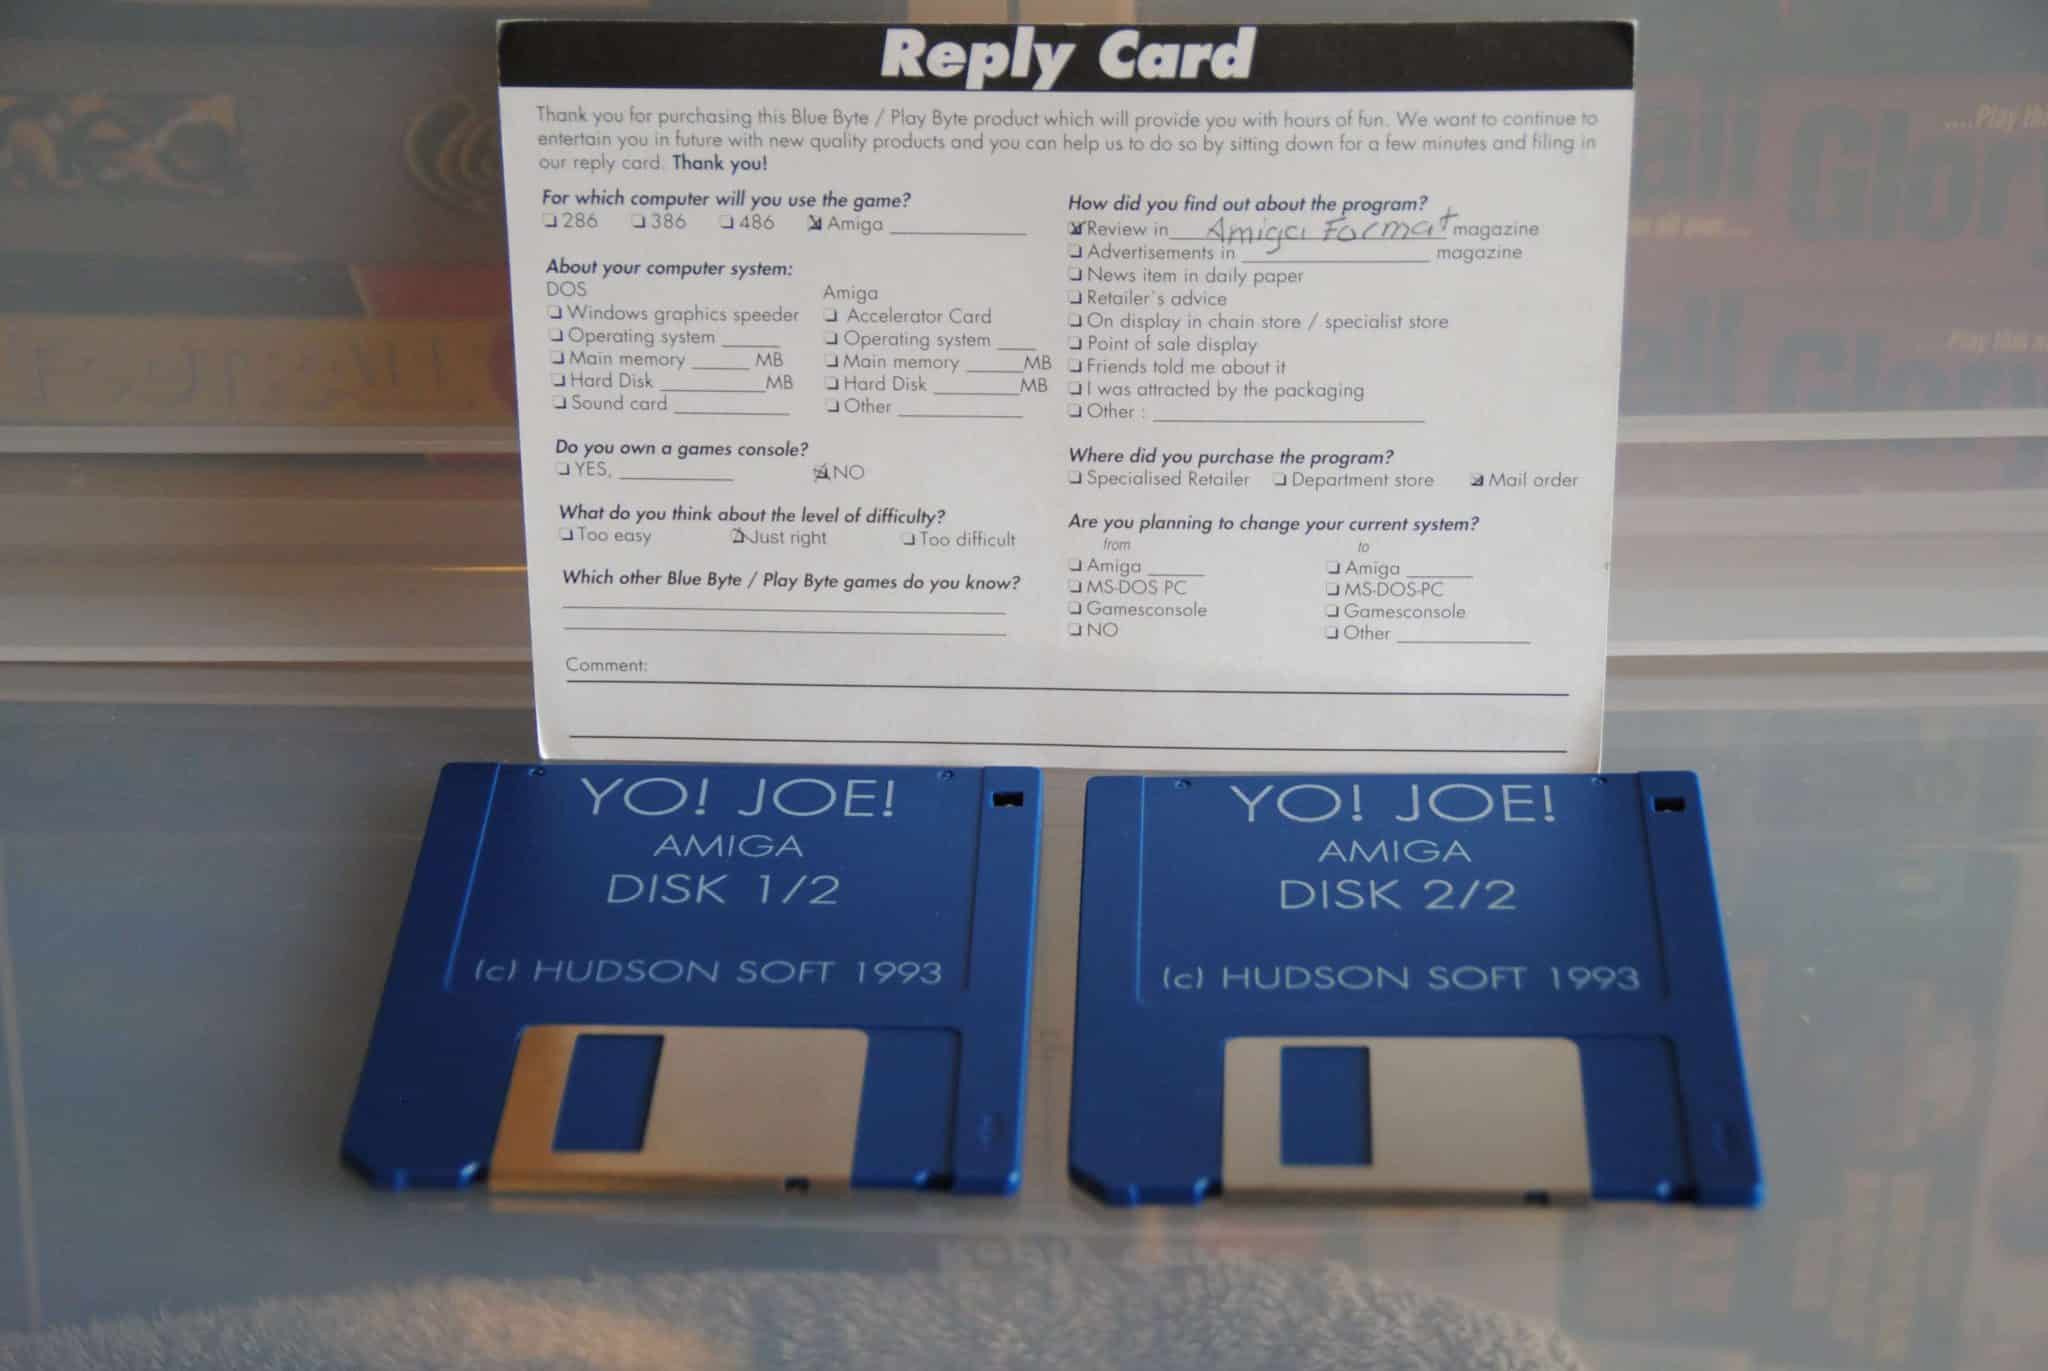 Reply Card
Thank you for purchasing this Blue Byte / Play Byte product which will provide you with hours of fun. We want to continue to
entertain you in future with new quality products and you can help us to do so by sitting down for a few minutes and filing in
our reply card. Thank you!
For which computer will you use the game?
286 386 486 Amiga
About your computer system:
DOS Amiga
Windows graphics speeder Accelerator Card
Operating system Operating system
Main memory MB Main memory MB
Hard Disk MB Hard Disk MB
Sound card Other
Do you own a games console?
YES, NO
What do you think about the level of difficulty?
Too easy Just right Too difficult
Which other Blue Byte / Play Byte games do you know?
How did you find out about the program?
Review in Amiga Format magazine
Advertisements in magazine
News item in daily paper
Retailer's advice
On display in chain store / specialist store
Point of sale display
Friends told me about it
I was attracted by the packaging
Other :
Where did you purchase the program?
Specialised Retailer Department store Mail order
Are you planning to change your current system?
from to
Amiga Amiga
MS-DOS PC MS-DOS-PC
Gamesconsole Gamesconsole
NO Other
Comment:
YO! JOE!
AMIGA
DISK 1/2
(c) HUDSON SOFT 1993
YO! JOE!
AMIGA
DISK 2/2
(c) HUDSON SOFT 1993